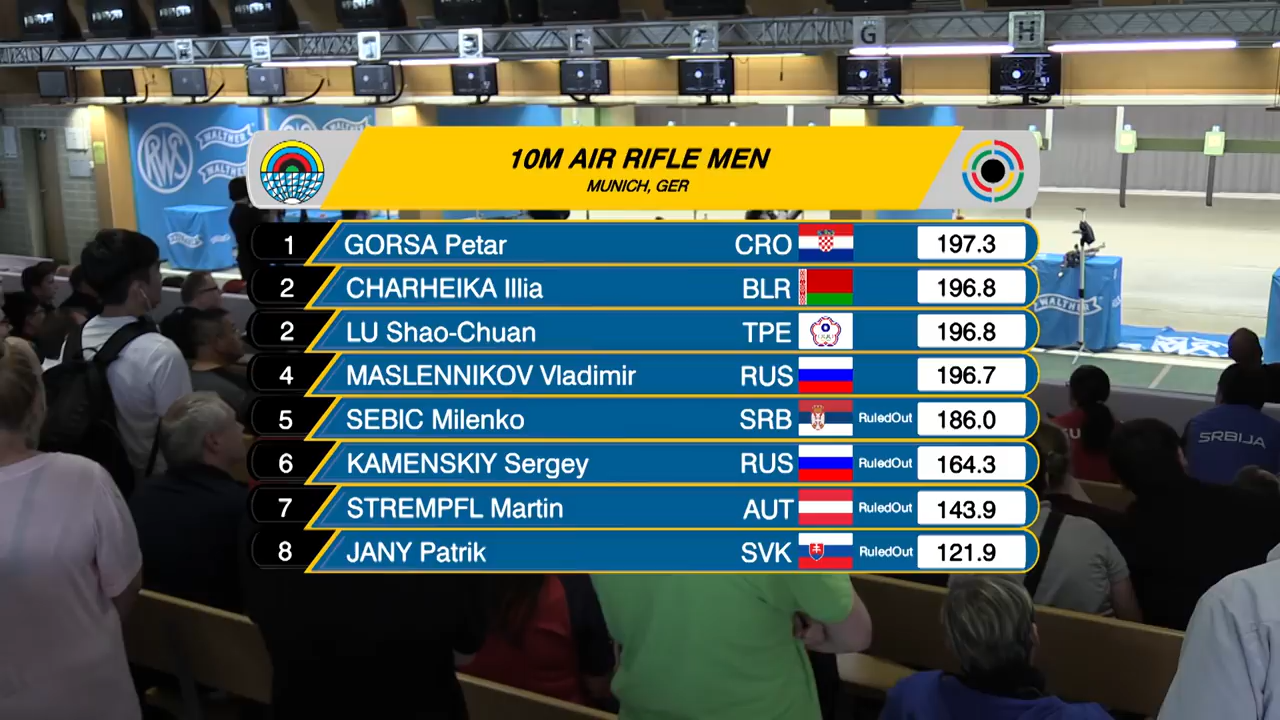 E F G H
RWS
WALTHER
WALTHER
10M AIR RIFLE MEN
MUNICH, GER
1 GORSA Petar CRO 197.3
2 CHARHEIKA Illia BLR 196.8
2 LU Shao-Chuan TPE 196.8
4 MASLENNIKOV Vladimir RUS 196.7
5 SEBIC Milenko SRB RuledOut 186.0
6 KAMENSKIY Sergey RUS RuledOut 164.3
7 STREMPFL Martin AUT RuledOut 143.9
8 JANY Patrik SVK RuledOut 121.9
WALTHER
SRBIJA